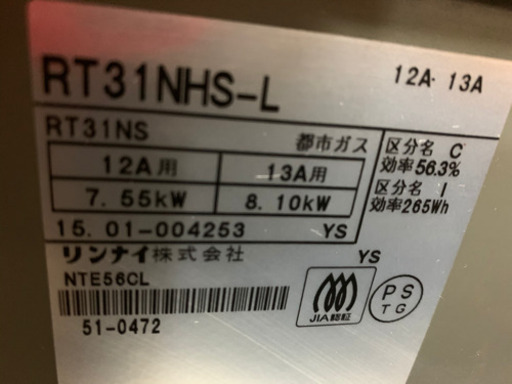 RT31NHS-L
12A・13A
RT31NS
都市ガス
12A用 13A用
7.55kW 8.10kW
15.01-004253 YS
区分名 C
効率56.3%
区分名 I
効率265Wh
リンナイ株式会社
YS
NTE56CL
51-0472
JIA認証
PS
TG